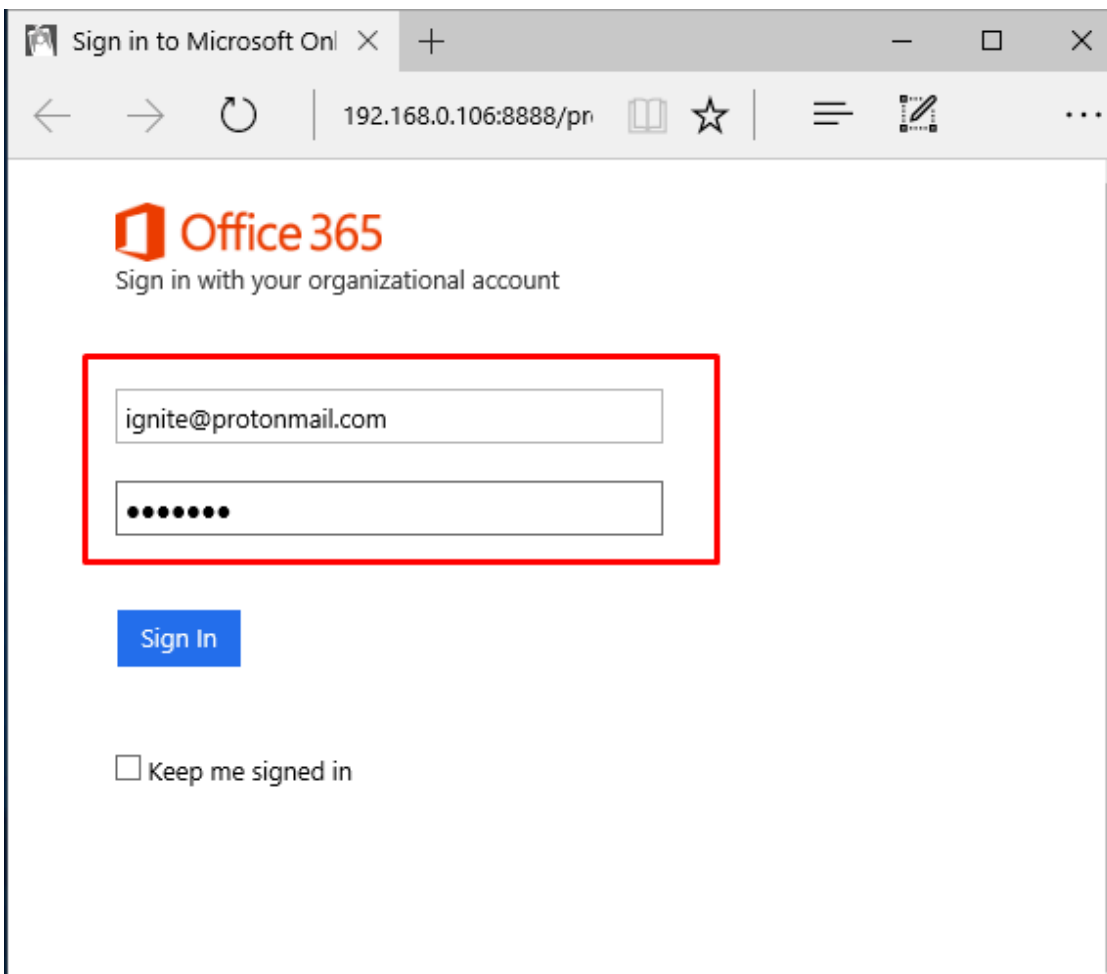 Sign in to Microsoft Onl
192.168.0.106:8888/pr
Office 365
Sign in with your organizational account
ignite@protonmail.com
•••••••
Sign In
Keep me signed in